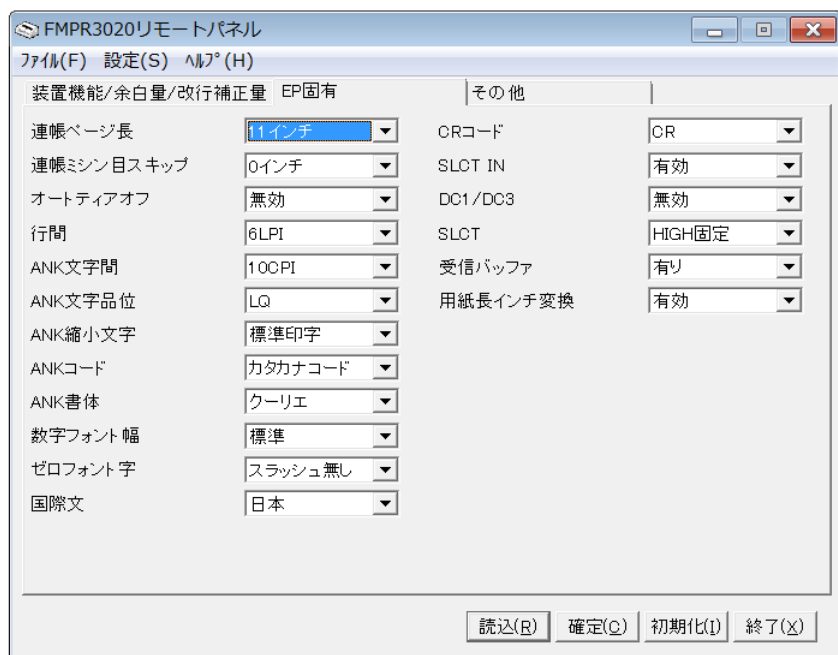 FMPR3020リモートパネル
ﾌｧｲﾙ(F) 設定(S) ﾍﾙﾌﾟ(H)
装置機能/余白量/改行補正量 EP固有 その他
連帳ページ長 11インチ CRコード CR
連帳ミシン目スキップ 0インチ SLCT IN 有効
オートティアオフ 無効 DC1/DC3 無効
行間 6LPI SLCT HIGH固定
ANK文字間 10CPI 受信バッファ 有り
ANK文字品位 LQ 用紙長インチ変換 有効
ANK縮小文字 標準印字
ANKコード カタカナコード
ANK書体 クーリエ
数字フォント幅 標準
ゼロフォント字 スラッシュ無し
国際文 日本
読込(R) 確定(C) 初期化(I) 終了(X)